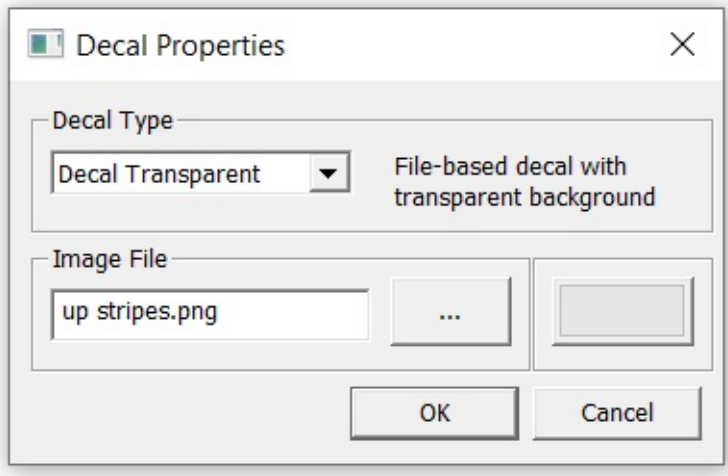 Decal Properties
Decal Type
Decal Transparent
File-based decal with
transparent background
Image File
up stripes.png
...
OK
Cancel